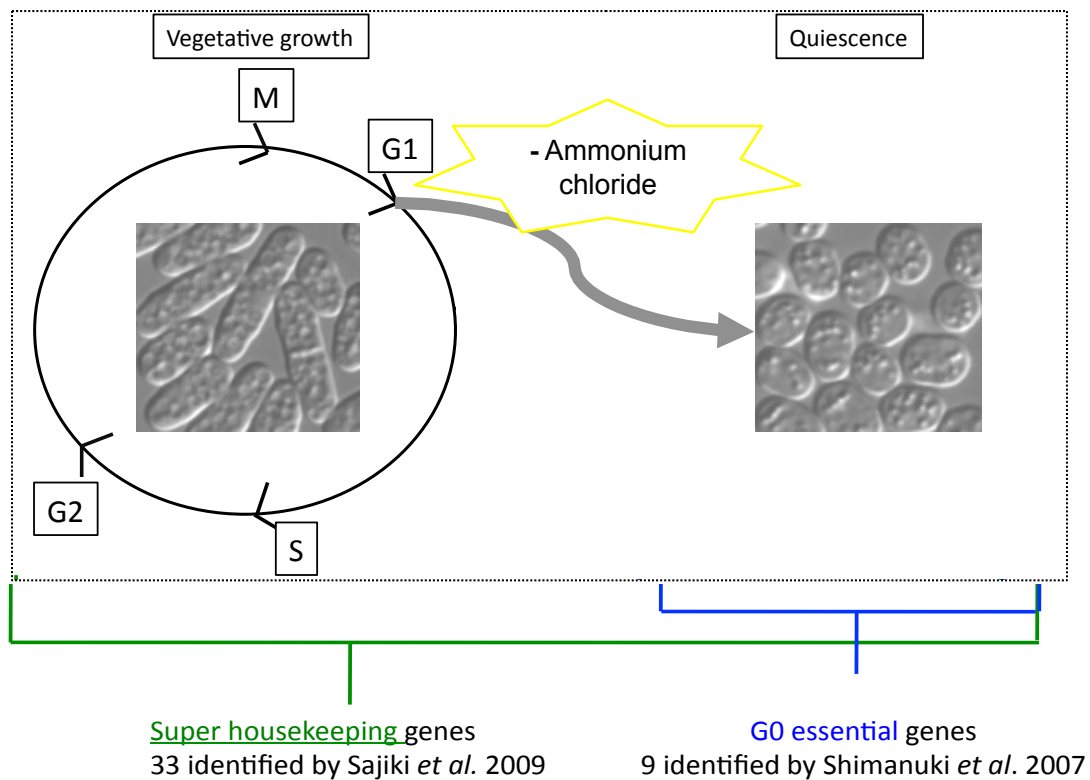 Vegetative growth
Quiescence
M
G1
- Ammonium
chloride
G2
S
Super housekeeping genes
33 identified by Sajiki et al. 2009
G0 essential genes
9 identified by Shimanuki et al. 2007